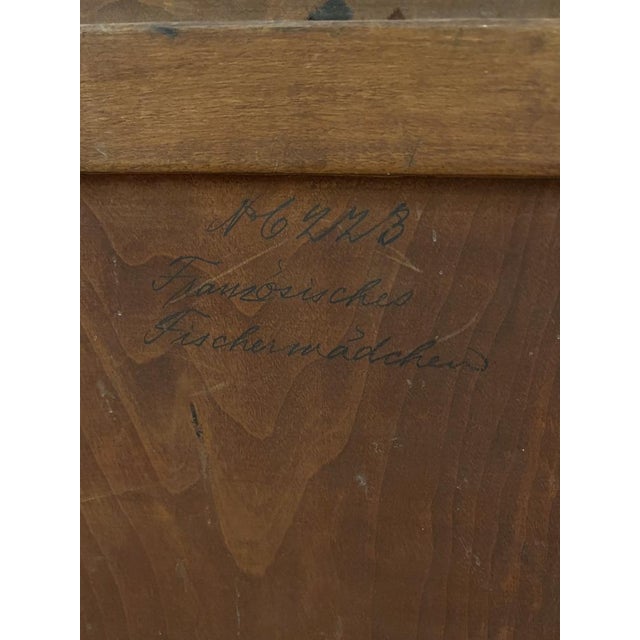 № 6223
Französisches
Fischermädchen